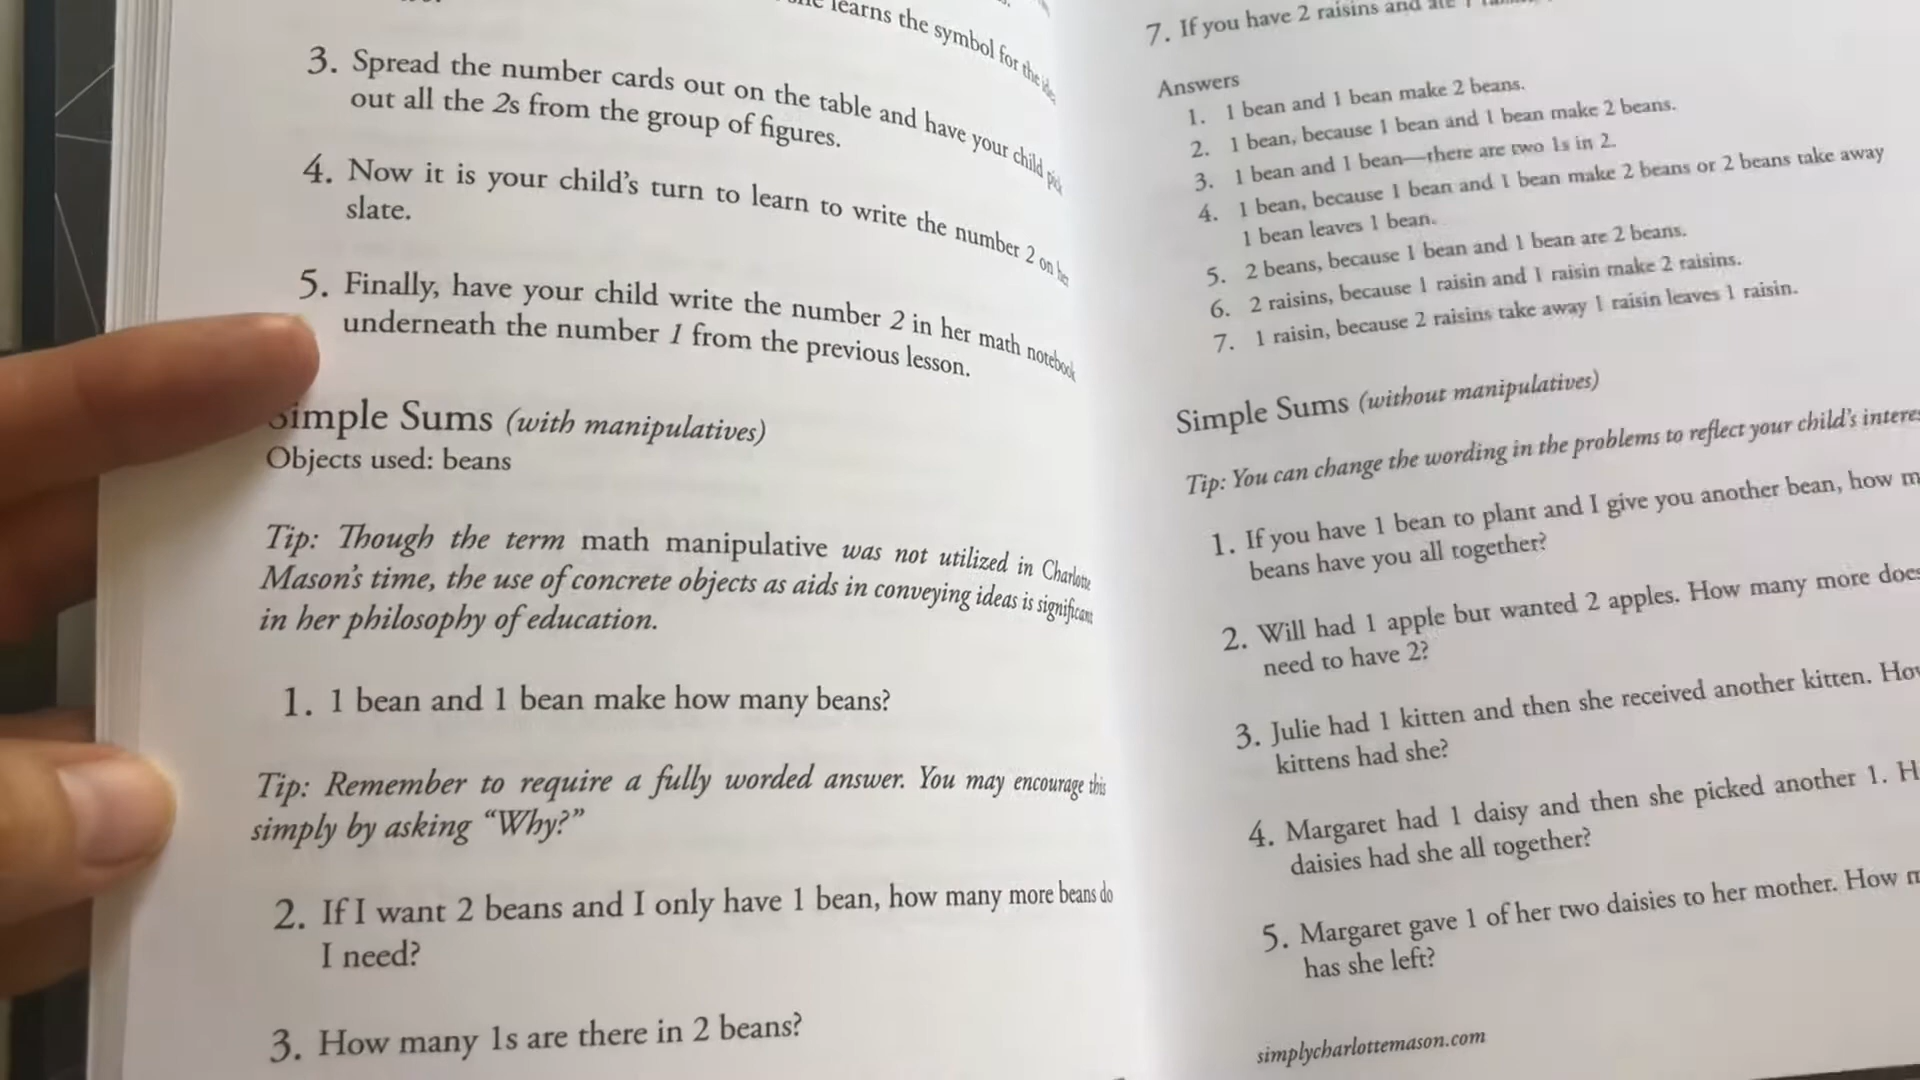 learns the symbol for the
3. Spread the number cards out on the table and have your child pick
out all the 2s from the group of figures.
4. Now it is your child's turn to learn to write the number 2 on her
slate.
5. Finally, have your child write the number 2 in her math notebook
underneath the number 1 from the previous lesson.
Simple Sums (with manipulatives)
Objects used: beans
Tip: Though the term math manipulative was not utilized in Charlotte
Mason's time, the use of concrete objects as aids in conveying ideas is significant
in her philosophy of education.
1. 1 bean and 1 bean make how many beans?
Tip: Remember to require a fully worded answer. You may encourage this
simply by asking “Why?”
2. If I want 2 beans and I only have 1 bean, how many more beans do
I need?
3. How many 1s are there in 2 beans?
7. If you have 2 raisins and ate 1
Answers
1. 1 bean and 1 bean make 2 beans.
2. 1 bean, because 1 bean and 1 bean make 2 beans.
3. 1 bean and 1 bean—there are two 1s in 2.
4. 1 bean, because 1 bean and 1 bean make 2 beans or 2 beans take away
1 bean leaves 1 bean.
5. 2 beans, because 1 bean and 1 bean are 2 beans.
6. 2 raisins, because 1 raisin and 1 raisin make 2 raisins.
7. 1 raisin, because 2 raisins take away 1 raisin leaves 1 raisin.
Simple Sums (without manipulatives)
Tip: You can change the wording in the problems to reflect your child's
1. If you have 1 bean to plant and I give you another bean, how
beans have you all together?
2. Will had 1 apple but wanted 2 apples. How many more does
need to have 2?
3. Julie had 1 kitten and then she received another kitten.
kittens had she?
4. Margaret had 1 daisy and then she picked another 1.
daisies had she all together?
5. Margaret gave 1 of her two daisies to her mother. How
has she left?
simplycharlottemason.com